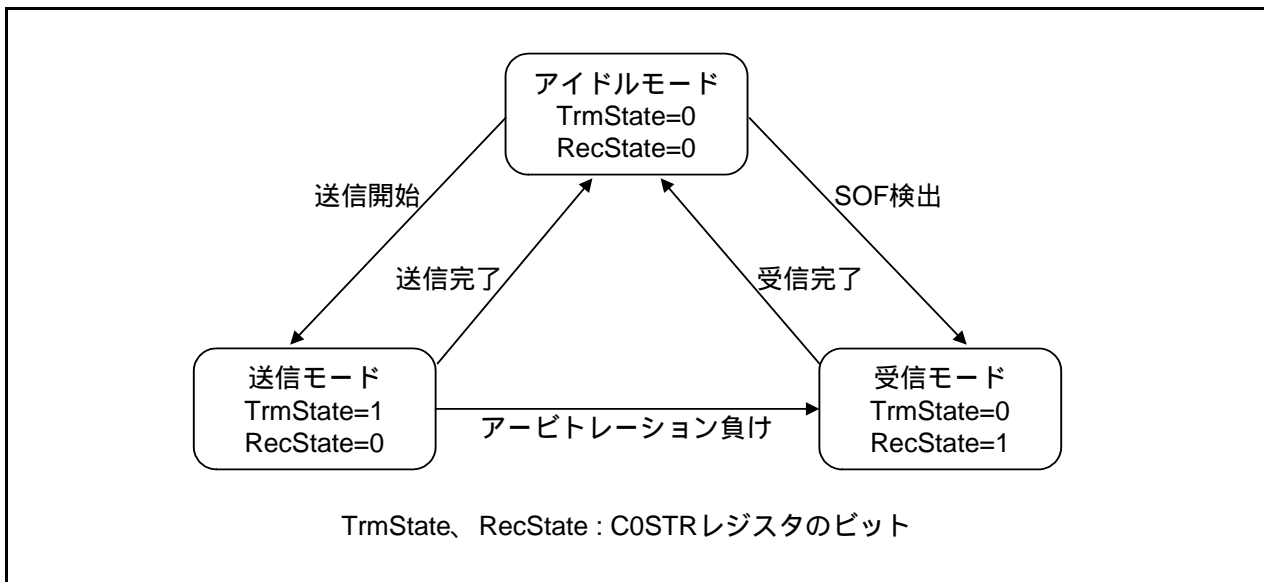 アイドルモード
TrmState=0
RecState=0
送信開始
SOF検出
送信完了
受信完了
送信モード
TrmState=1
RecState=0
アービトレーション負け
受信モード
TrmState=0
RecState=1
TrmState、 RecState : C0STRレジスタのビット